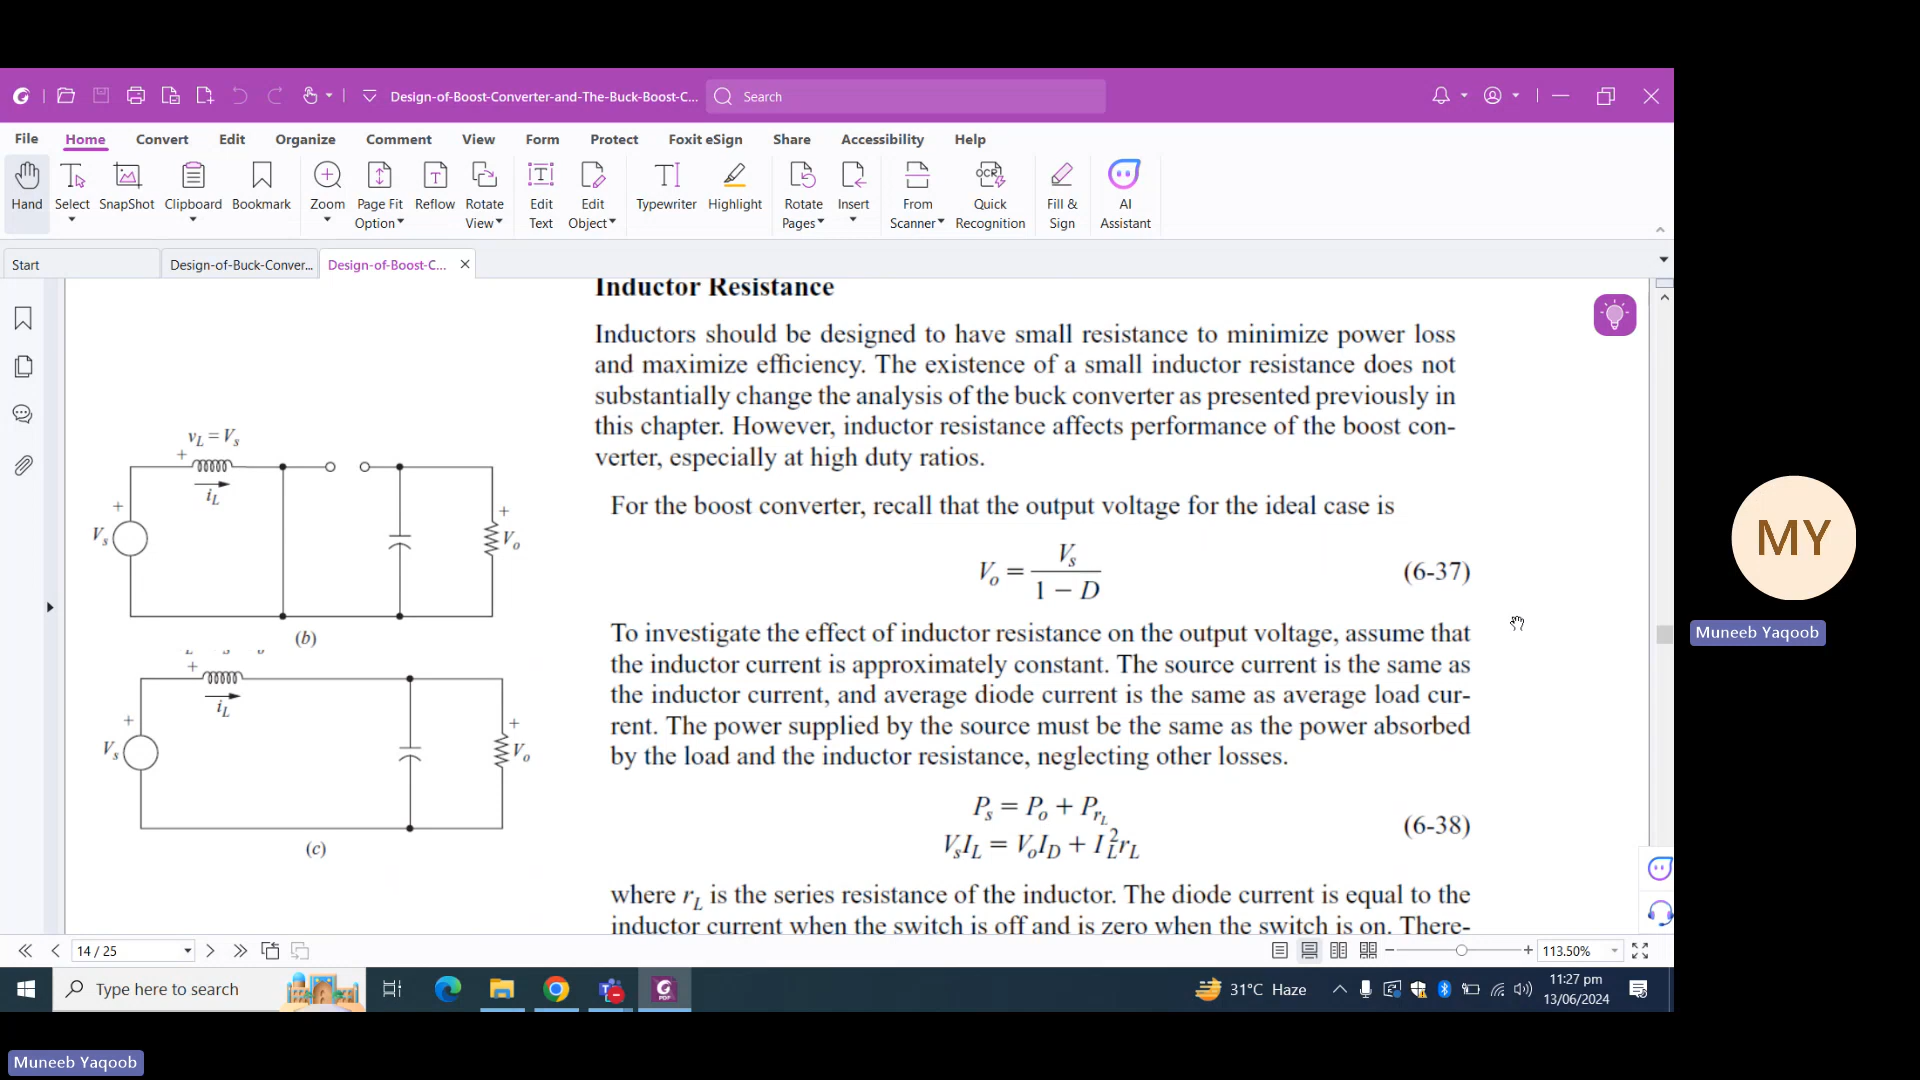 Design-of-Boost-Converter-and-The-Buck-Boost-C...
Search
File Home Convert Edit Organize Comment View Form Protect Foxit eSign Share Accessibility Help
Hand
Select
SnapShot
Clipboard
Bookmark
Zoom
Page Fit Option
Reflow
Rotate View
Edit Text
Edit Object
Typewriter
Highlight
Rotate Pages
Insert
From Scanner
OCR
Quick Recognition
Fill & Sign
AI Assistant
Start
Design-of-Buck-Conver...
Design-of-Boost-C...
v_L = V_s
+
i_L
+
V_s
+
V_o
(b)
+
i_L
+
V_s
+
V_o
(c)
Inductor Resistance
Inductors should be designed to have small resistance to minimize power loss
and maximize efficiency. The existence of a small inductor resistance does not
substantially change the analysis of the buck converter as presented previously in
this chapter. However, inductor resistance affects performance of the boost con-
verter, especially at high duty ratios.
For the boost converter, recall that the output voltage for the ideal case is
V_o = V_s / (1 − D) (6-37)
To investigate the effect of inductor resistance on the output voltage, assume that
the inductor current is approximately constant. The source current is the same as
the inductor current, and average diode current is the same as average load cur-
rent. The power supplied by the source must be the same as the power absorbed
by the load and the inductor resistance, neglecting other losses.
P_s = P_o + P_{r_L}
V_sI_L = V_oI_D + I_L^2r_L (6-38)
where r_L is the series resistance of the inductor. The diode current is equal to the
inductor current when the switch is off and is zero when the switch is on. There-
14 / 25
113.50%
Type here to search
PDF
31°C Haze
11:27 pm
13/06/2024
MY
Muneeb Yaqoob
Muneeb Yaqoob